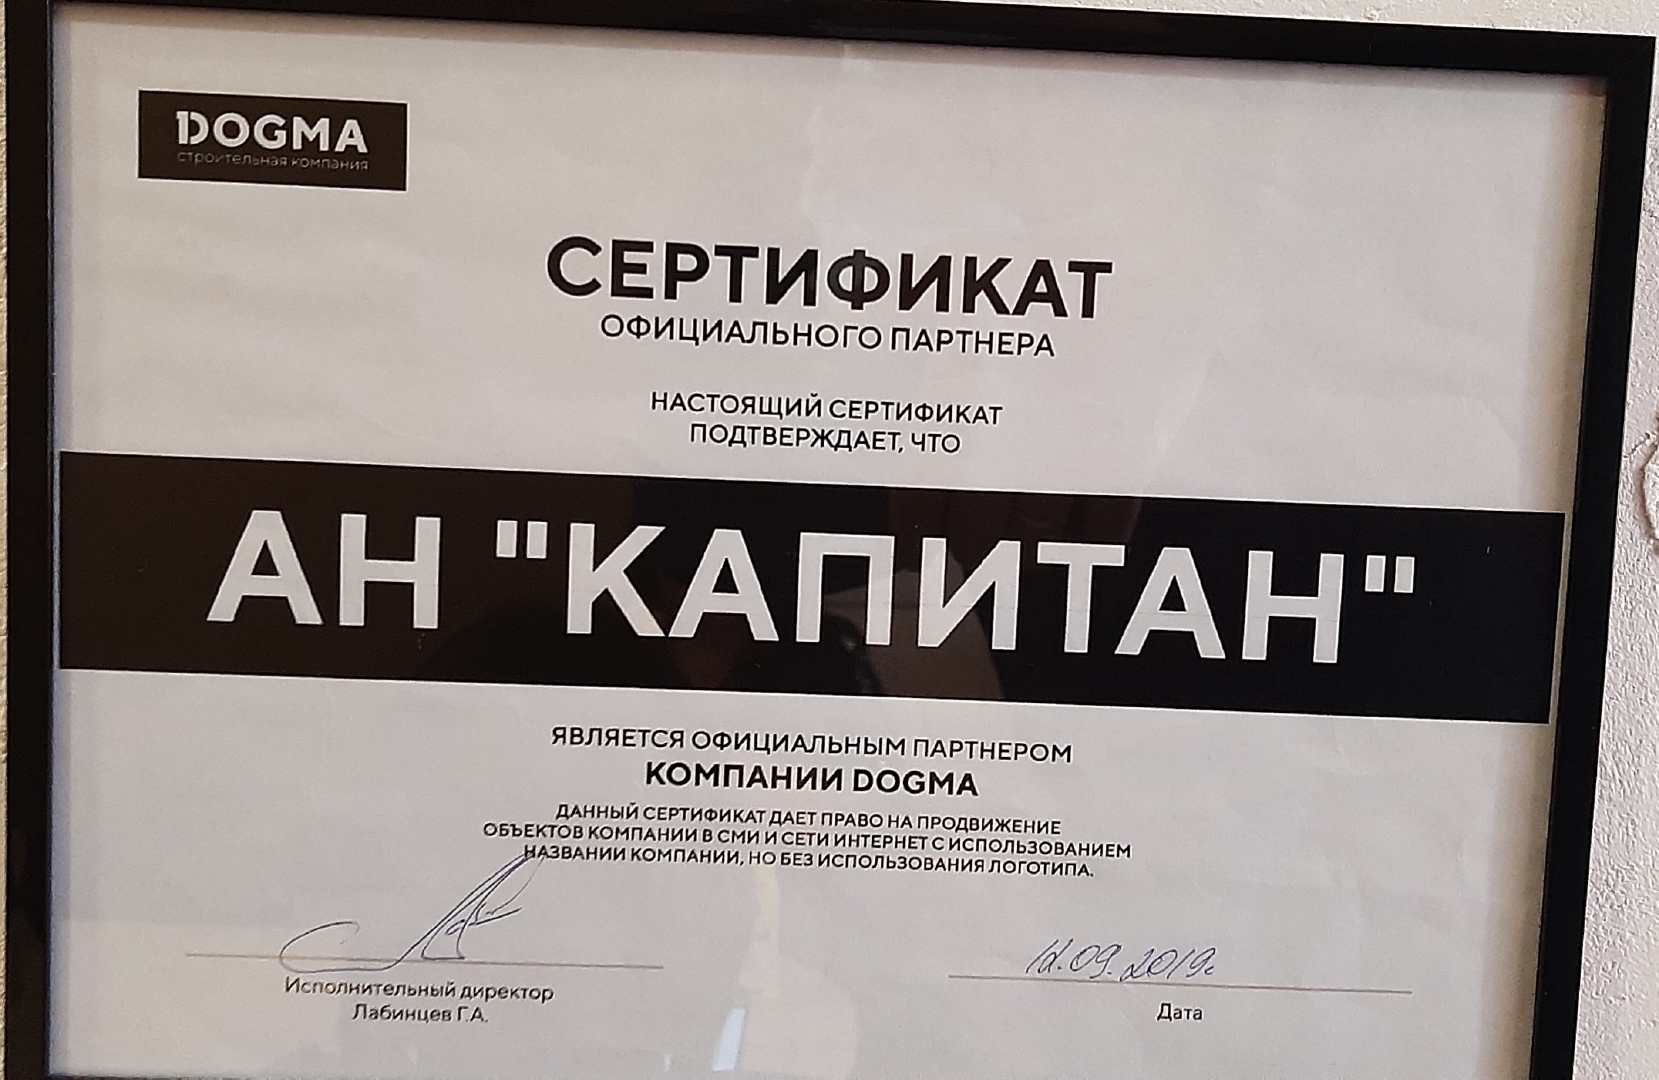 DOGMA
строительная компания
СЕРТИФИКАТ
ОФИЦИАЛЬНОГО ПАРТНЕРА
НАСТОЯЩИЙ СЕРТИФИКАТ
ПОДТВЕРЖДАЕТ, ЧТО
АН "КАПИТАН"
ЯВЛЯЕТСЯ ОФИЦИАЛЬНЫМ ПАРТНЕРОМ
КОМПАНИИ DOGMA
ДАННЫЙ СЕРТИФИКАТ ДАЕТ ПРАВО НА ПРОДВИЖЕНИЕ
ОБЪЕКТОВ КОМПАНИИ В СМИ И СЕТИ ИНТЕРНЕТ С ИСПОЛЬЗОВАНИЕМ
НАЗВАНИИ КОМПАНИИ, НО БЕЗ ИСПОЛЬЗОВАНИЯ ЛОГОТИПА.
12.09.2019г.
Исполнительный директор
Лабинцев Г.А.
Дата